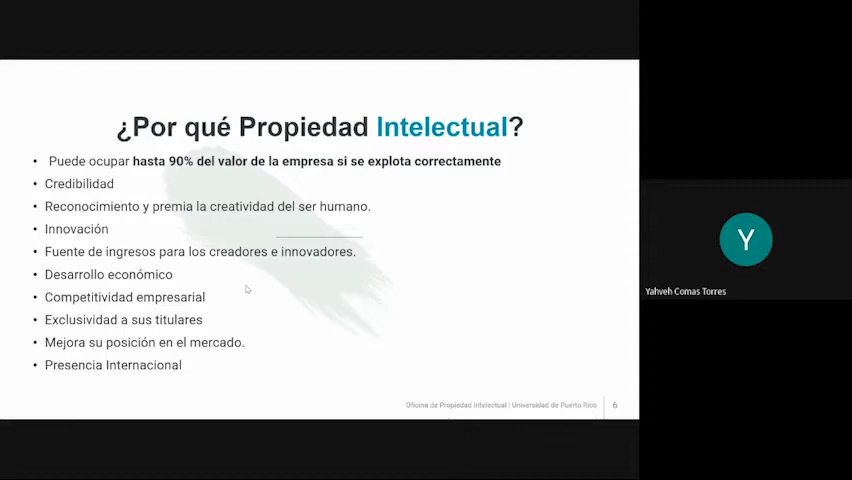 ¿Por qué Propiedad Intelectual?
• Puede ocupar hasta 90% del valor de la empresa si se explota correctamente
• Credibilidad
• Reconocimiento y premia la creatividad del ser humano.
• Innovación
• Fuente de ingresos para los creadores e innovadores.
• Desarrollo económico
• Competitividad empresarial
• Exclusividad a sus titulares
• Mejora su posición en el mercado.
• Presencia Internacional
Oficina de Propiedad Intelectual | Universidad de Puerto Rico 6
Y
Yahveh Comas Torres